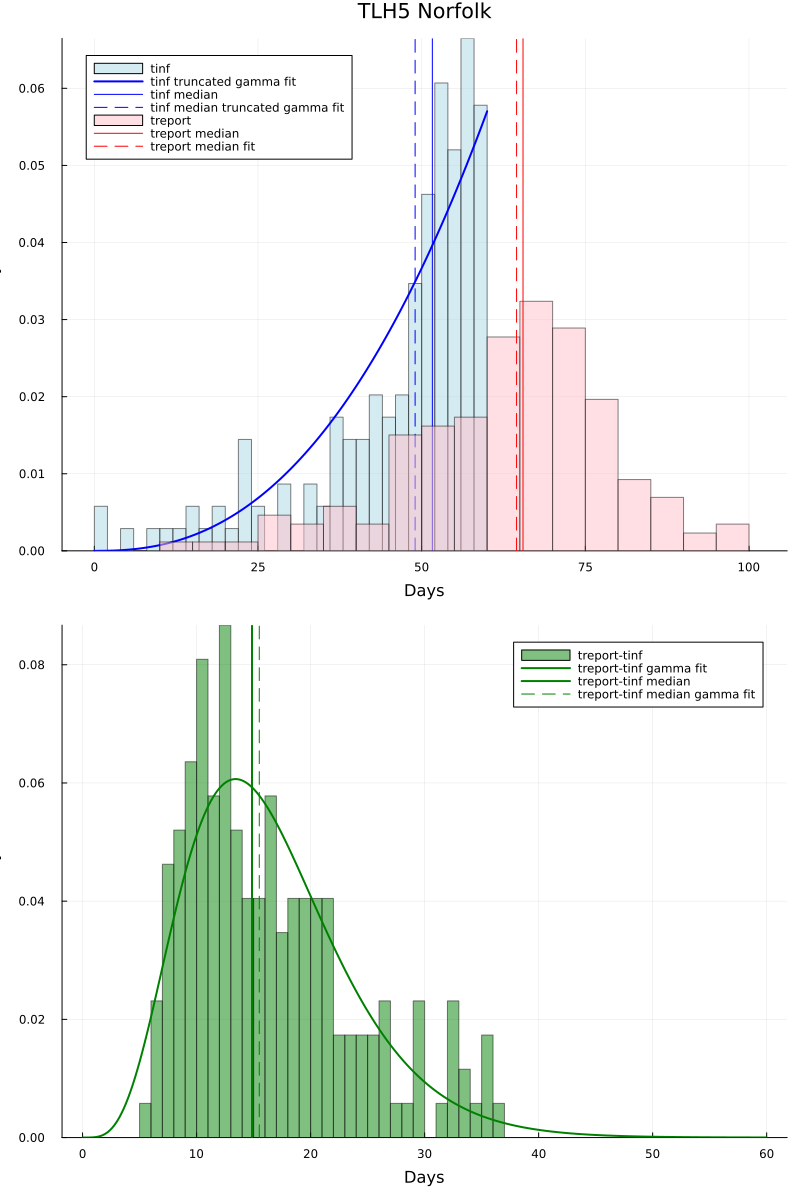 TLH5 Norfolk
tinf
tinf truncated gamma fit
tinf median
tinf median truncated gamma fit
treport
treport median
treport median fit
0.06
0.05
0.04
0.03
0.02
0.01
0.00
0 25 50 75 100
Days
treport-tinf
treport-tinf gamma fit
treport-tinf median
treport-tinf median gamma fit
0.08
0.06
0.04
0.02
0.00
0 10 20 30 40 50 60
Days